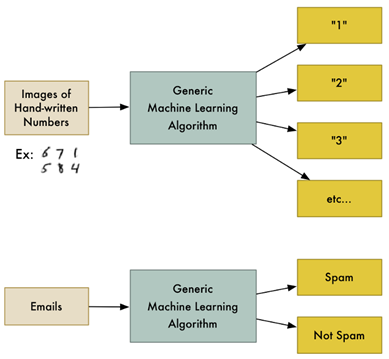 "1"
Images of
Hand-written
Numbers
Generic
Machine Learning
Algorithm
"2"
"3"
etc...
Ex: 6 7 1
5 8 4
Emails
Generic
Machine Learning
Algorithm
Spam
Not Spam